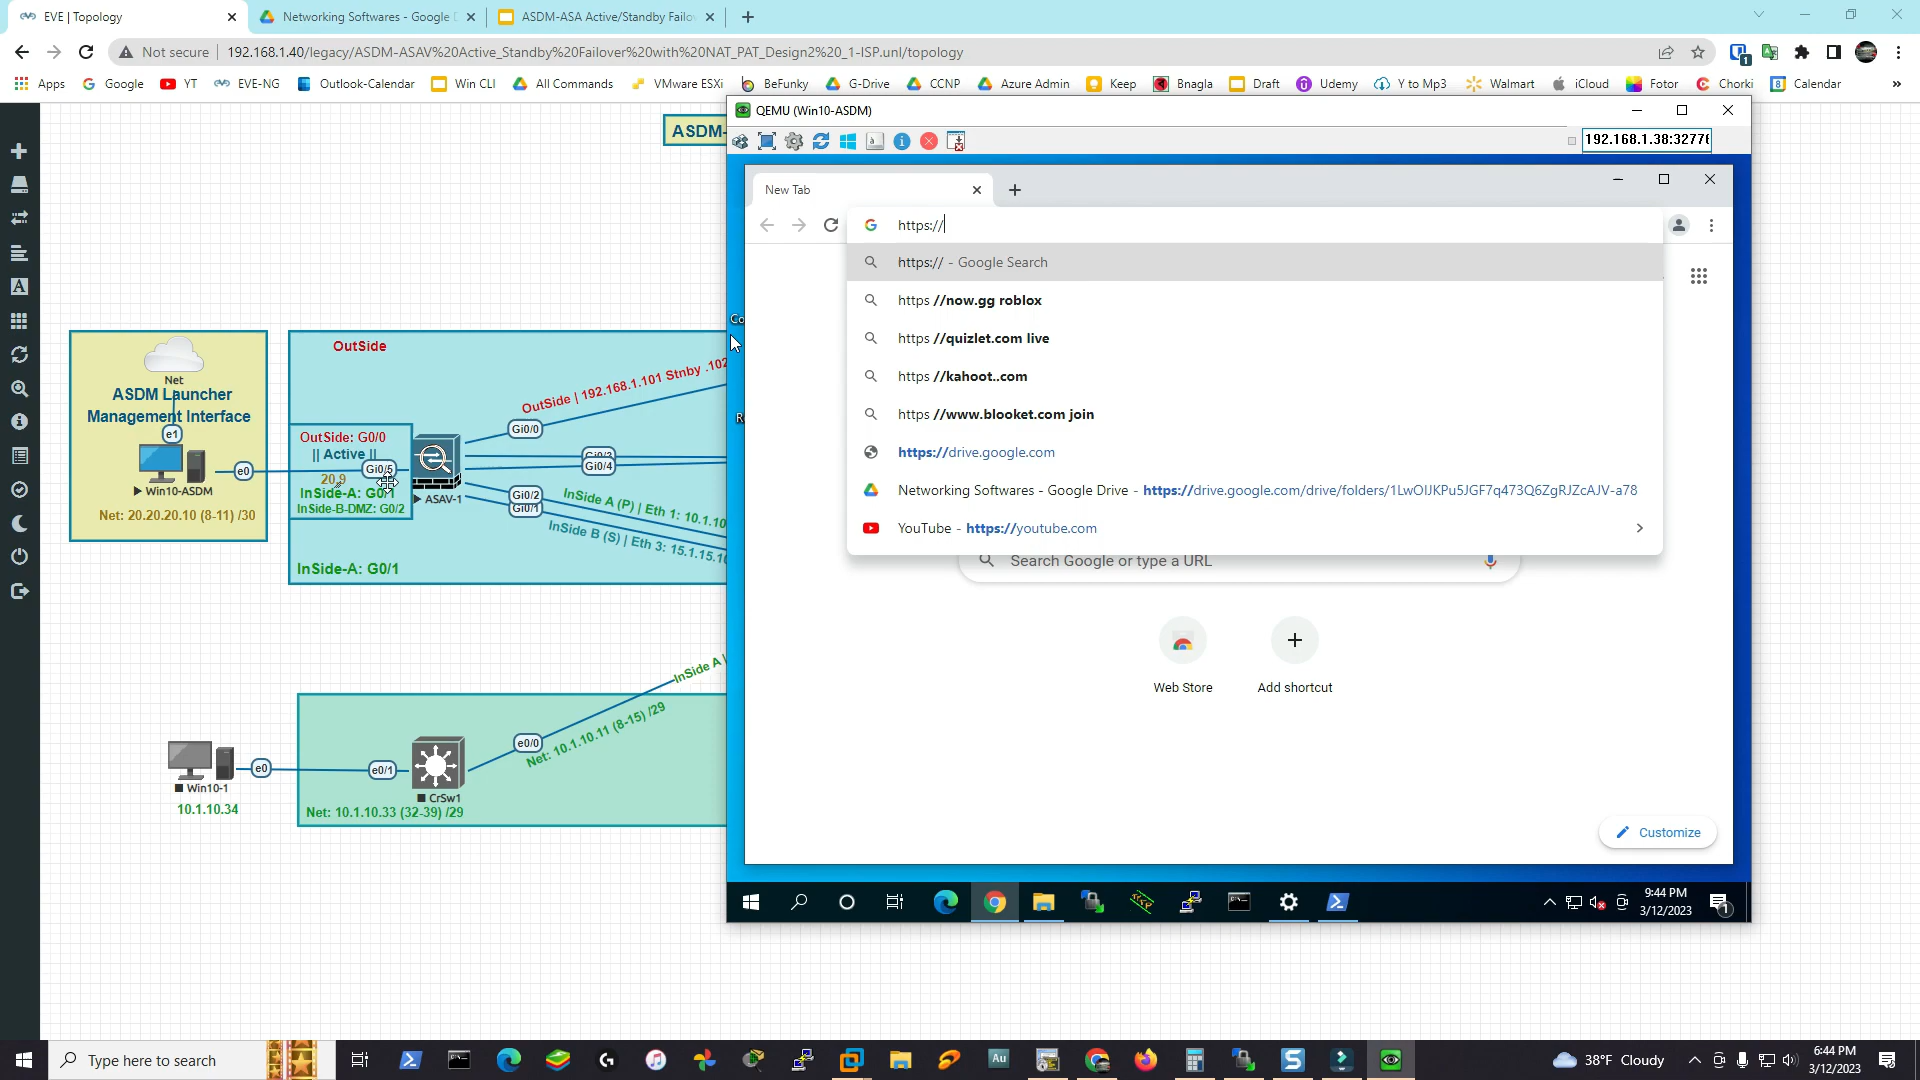 EVE | Topology
Networking Softwares - Google D
ASDM-ASA Active/Standby Failov
Not secure
192.168.1.40/legacy/ASDM-ASAV%20Active_Standby%20Failover%20with%20NAT_PAT_Design2%20_1-ISP.unl/topology
Apps
Google
YT
EVE-NG
Outlook-Calendar
Win CLI
All Commands
VMware ESXi
BeFunky
G-Drive
CCNP
Azure Admin
Keep
Bnagla
Draft
Udemy
Y to Mp3
Walmart
iCloud
Fotor
Chorki
Calendar
ASDM-
QEMU (Win10-ASDM)
192.168.1.38:3277
New Tab
https://
https:// - Google Search
https //now.gg roblox
https //quizlet.com live
https //kahoot..com
https //www.blooket.com join
https://drive.google.com
Networking Softwares - Google Drive - https://drive.google.com/drive/folders/1LwOIJKPu5JGF7q473Q6ZgRJZcAJV-a78
YouTube - https://youtube.com
Search Google or type a URL
Web Store
Add shortcut
Customize
9:44 PM
3/12/2023
1
Net
ASDM Launcher
Management Interface
e1
e0
Win10-ASDM
Net: 20.20.20.10 (8-11) /30
OutSide
OutSide: G0/0
|| Active ||
20.9
Gi0/5
InSide-A: G0/1
InSide-B-DMZ: G0/2
InSide-A: G0/1
ASAV-1
OutSide | 192.168.1.101 Stnby .102
Gi0/0
Gi0/3
Gi0/4
Gi0/2
Gi0/1
InSide A (P) | Eth 1: 10.1.10
InSide B (S) | Eth 3: 15.1.15.10
InSide A |
Net: 10.1.10.11 (8-15) /29
e0/0
Win10-1
10.1.10.34
e0
e0/1
CrSw1
Net: 10.1.10.33 (32-39) /29
Type here to search
38°F Cloudy
6:44 PM
3/12/2023